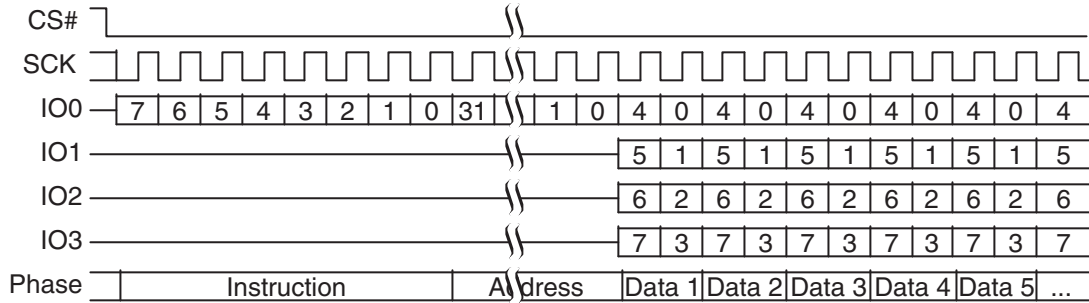 CS#
SCK
IO0 7 6 5 4 3 2 1 0 31 1 0 4 0 4 0 4 0 4 0 4 0 4
IO1 5 1 5 1 5 1 5 1 5 1 5
IO2 6 2 6 2 6 2 6 2 6 2 6
IO3 7 3 7 3 7 3 7 3 7 3 7
Phase Instruction Address Data 1 Data 2 Data 3 Data 4 Data 5 ...